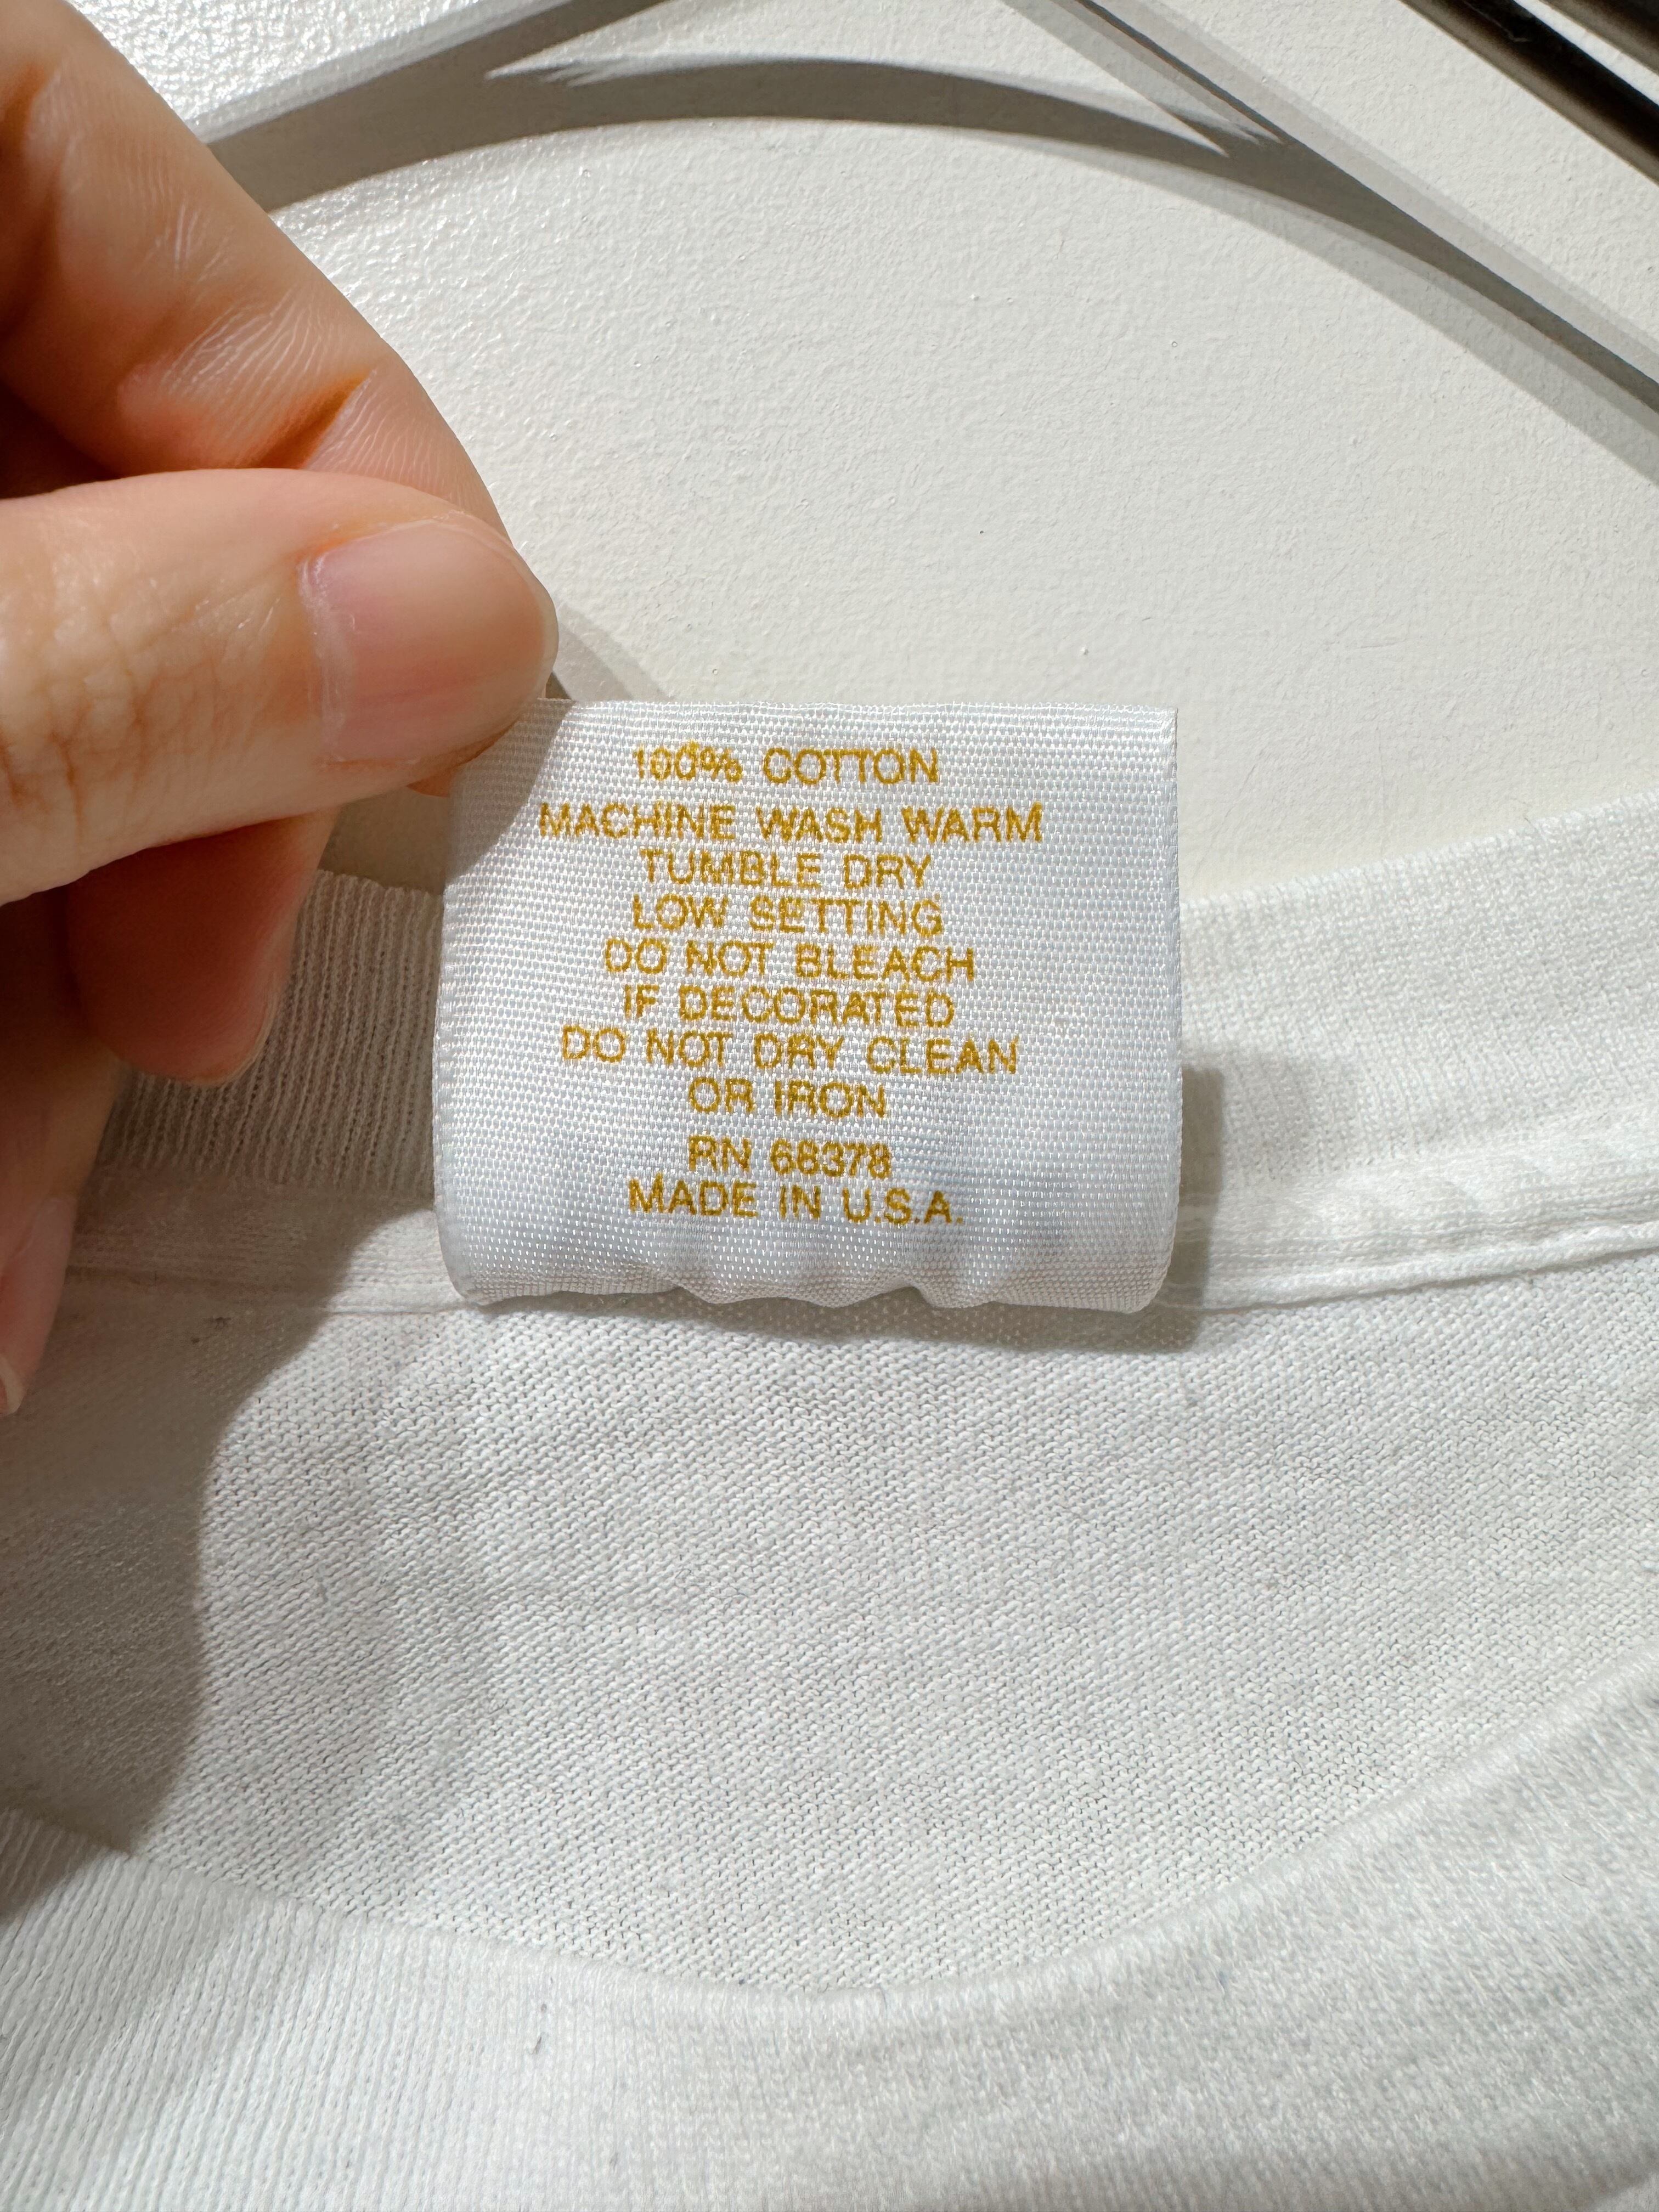 100% COTTON
MACHINE WASH WARM
TUMBLE DRY
LOW SETTING
DO NOT BLEACH
IF DECORATED
DO NOT DRY CLEAN
OR IRON
RN 68378
MADE IN U.S.A.